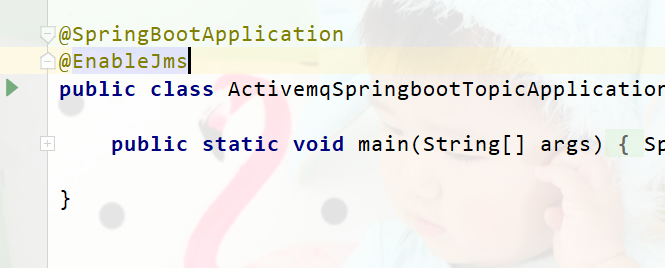 @SpringBootApplication
@EnableJms
public class ActivemqSpringbootTopicApplication
public static void main(String[] args) { Sp
}